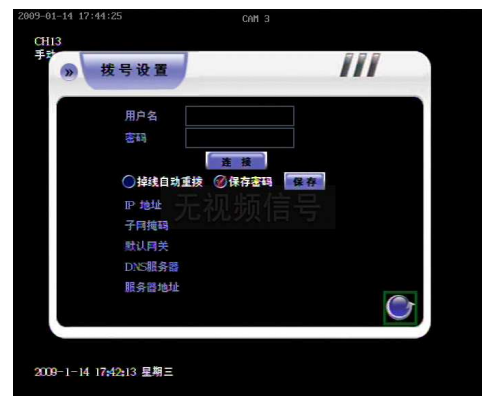 2009-01-14 17:44:25
CAM 3
CH13
手动
拨号设置
用户名
密码
连接
掉线自动重拨 保存密码 保存
IP 地址
无视频信号
子网掩码
默认网关
DNS服务器
服务器地址
2009-1-14 17:42:13 星期三